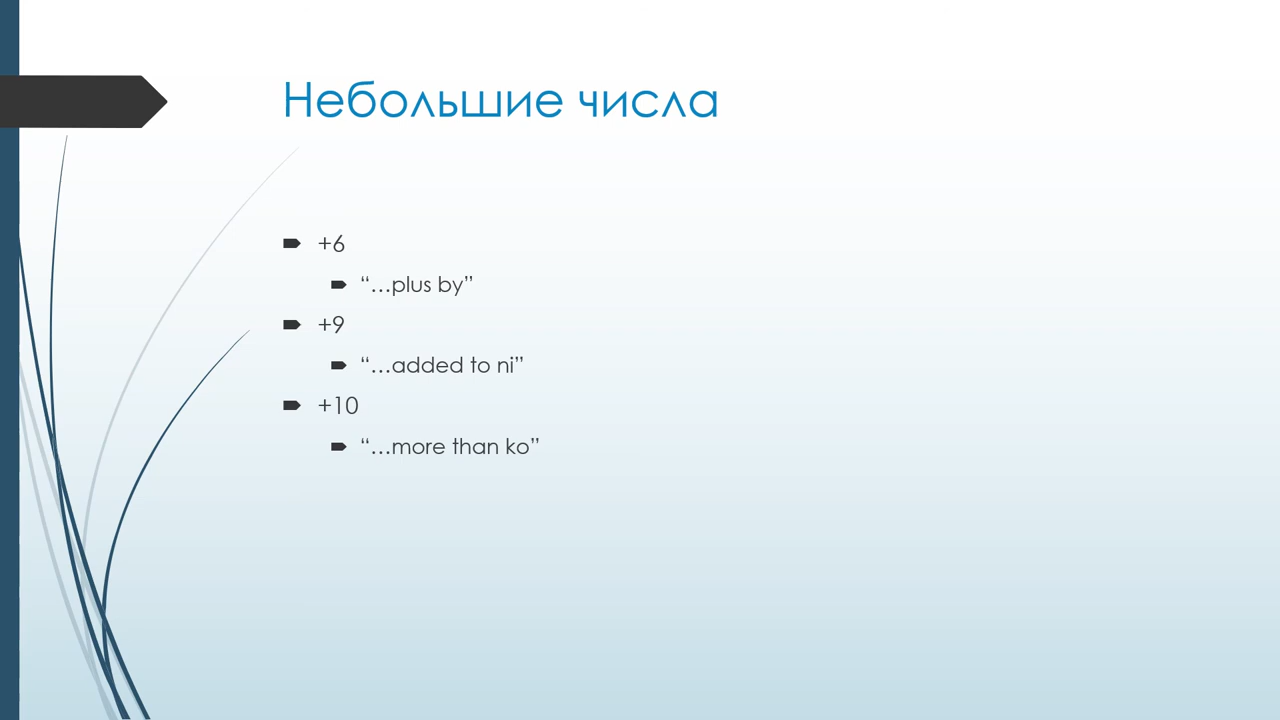 Небольшие числа
+6
“…plus by”
+9
“…added to ni”
+10
“…more than ko”